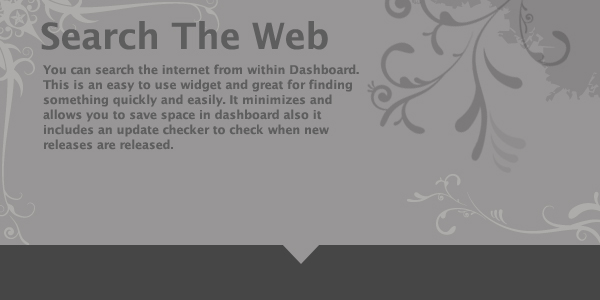 Search The Web
You can search the internet from within Dashboard.
This is an easy to use widget and great for finding
something quickly and easily. It minimizes and
allows you to save space in dashboard also it
includes an update checker to check when new
releases are released.